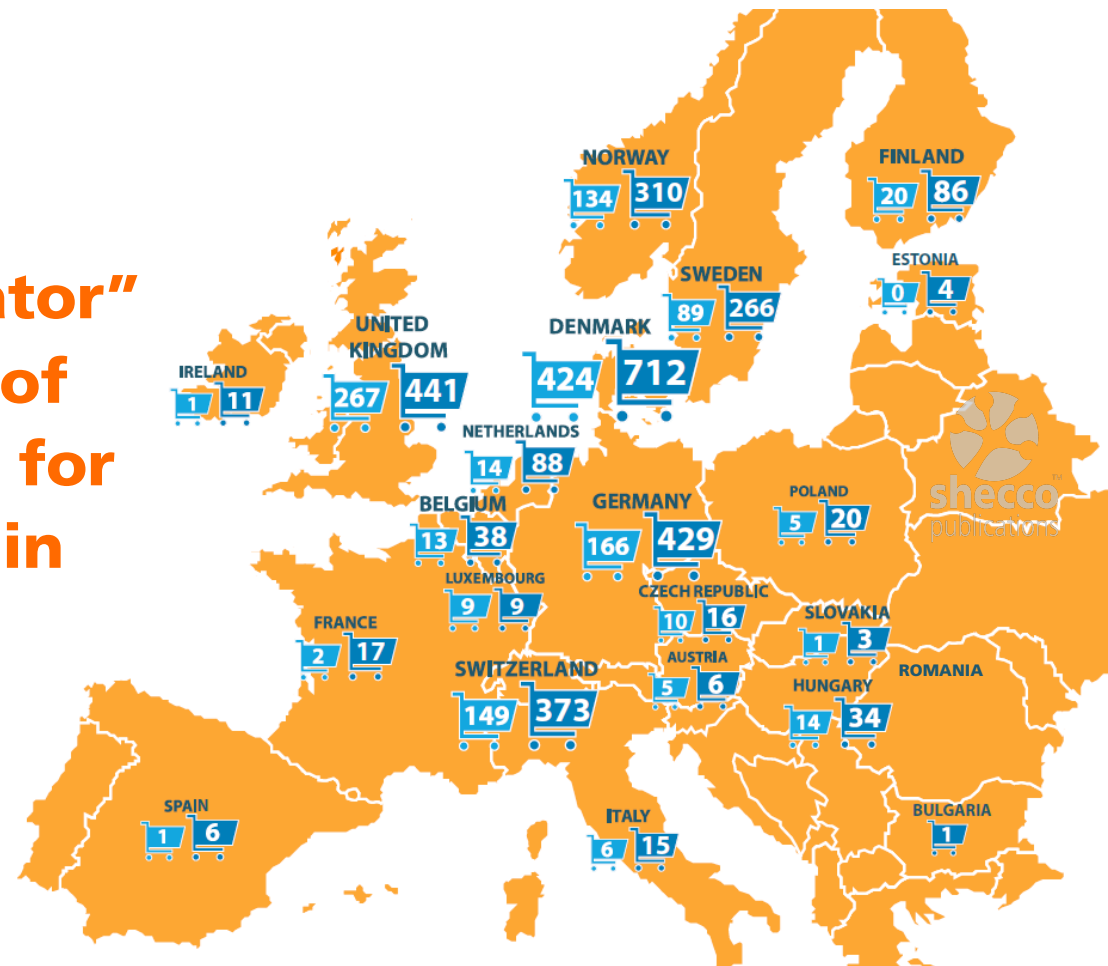 ator”
of
for
in
NORWAY
134 310
FINLAND
20 86
ESTONIA
0 4
SWEDEN
89 266
UNITED
KINGDOM
267 441
DENMARK
424 712
IRELAND
1 11
NETHERLANDS
14 88
BELGIUM
13 38
GERMANY
166 429
POLAND
5 20
shecco™
publications
LUXEMBOURG
9 9
CZECH REPUBLIC
10 16
SLOVAKIA
1 3
FRANCE
2 17
SWITZERLAND
149 373
AUSTRIA
5 6
HUNGARY
14 34
ROMANIA
SPAIN
1 6
ITALY
6 15
BULGARIA
1